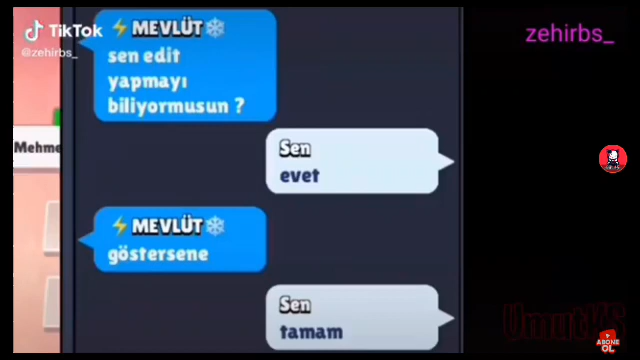 TikTok
@zehirbs_
zehirbs_
⚡MEVLÜT❄
sen edit
yapmayı
biliyormusun ?
Mehme
Sen
evet
⚡MEVLÜT❄
göstersene
Sen
tamam
ABONE
OL